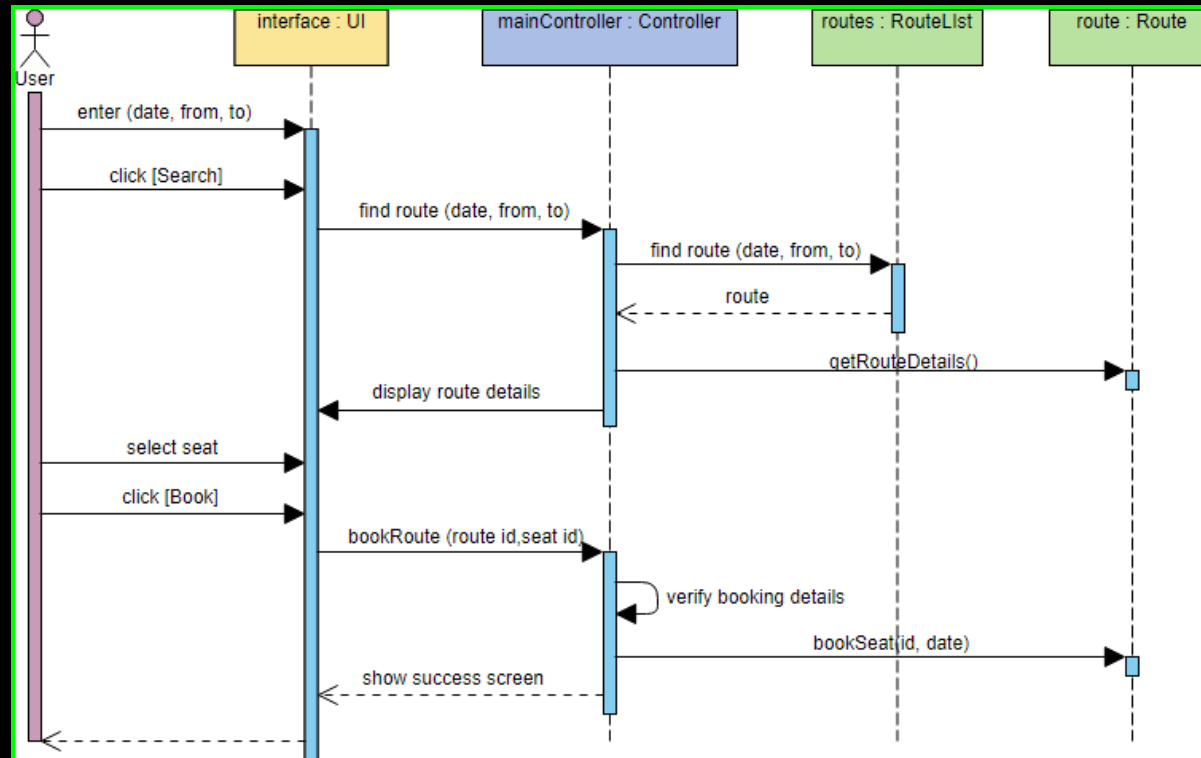 interface : UI
mainController : Controller
routes : RouteLIst
route : Route
User
enter (date, from, to)
click [Search]
find route (date, from, to)
find route (date, from, to)
route
getRouteDetails()
display route details
select seat
click [Book]
bookRoute (route id,seat id)
verify booking details
bookSeat(id, date)
show success screen